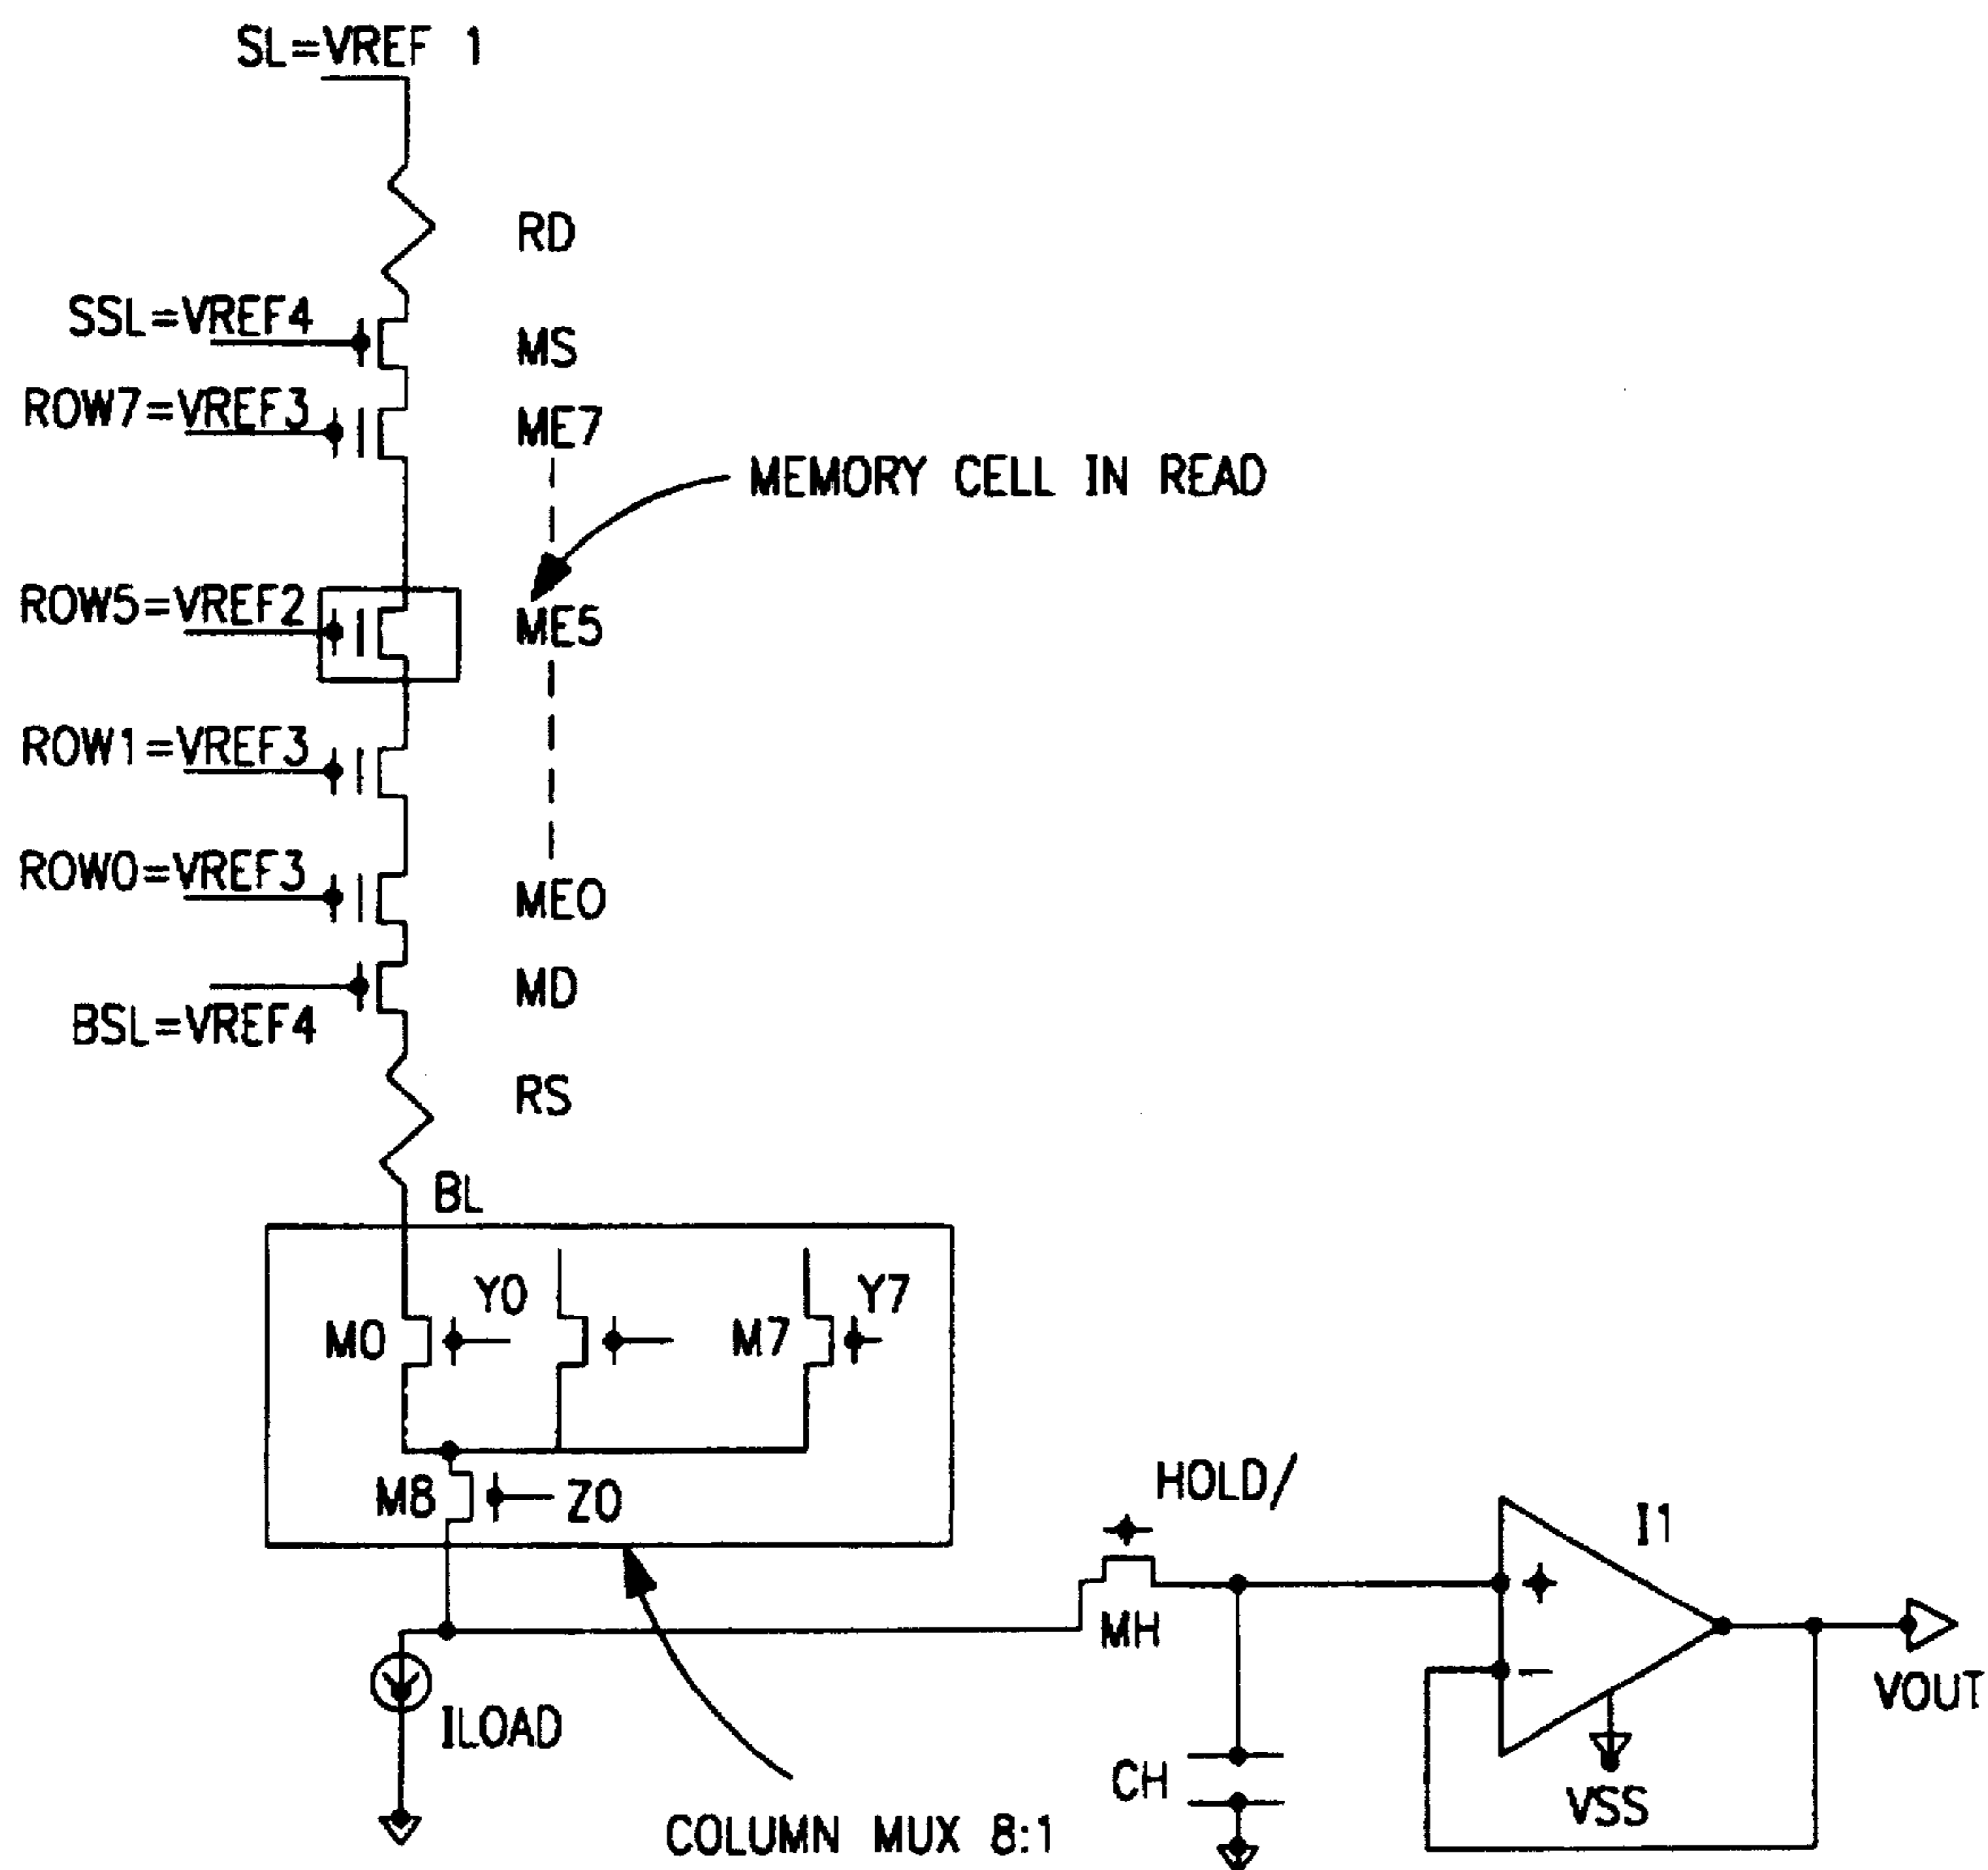 SL=VREF 1
RD
SSL=VREF4
MS
ROW7=VREF3
ME7
MEMORY CELL IN READ
ROW5=VREF2
ME5
ROW1=VREF3
ROW0=VREF3
ME0
MD
BSL=VREF4
RS
BL
Y0
Y7
M0
M7
M8
Z0
HOLD/
I1
+
MH
−
ILOAD
VOUT
CH
VSS
COLUMN MUX 8:1